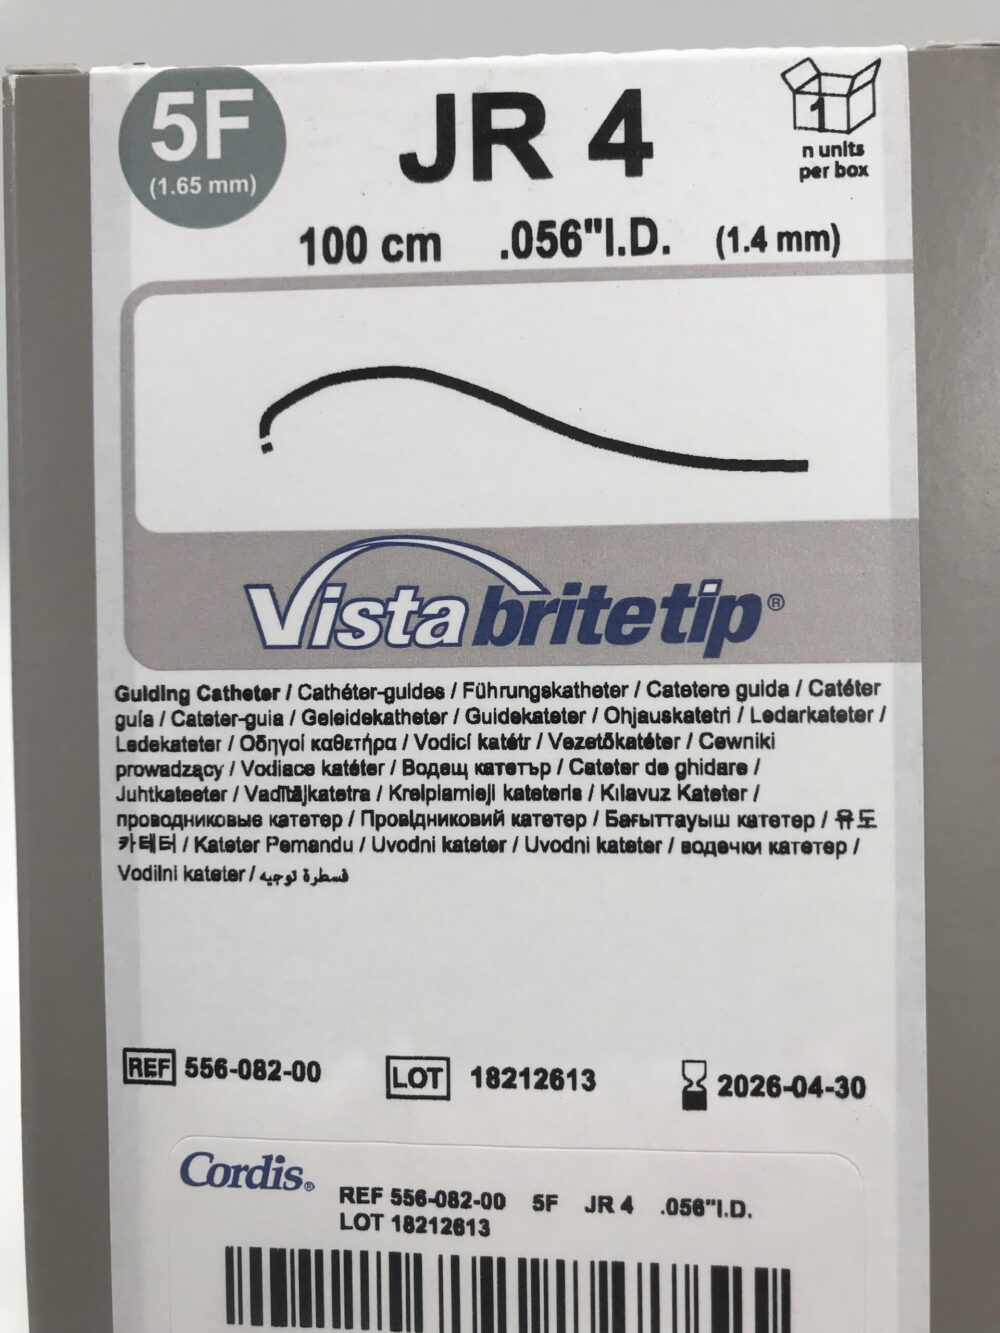 5F
(1.65 mm)
JR 4
1
n units
per box
100 cm .056"I.D. (1.4 mm)
Vista brite tip®
Guiding Catheter / Cathéter-guides / Führungskatheter / Catetere guida / Catéter
guía / Cateter-guia / Geleidekatheter / Guidekateter / Ohjauskatetri / Ledarkateter /
Ledekateter / Οδηγοί καθετήρα / Vodicí katétr / Vezetőkatéter / Cewniki
prowadzący / Vodiace katéter / Водещ катетър / Cateter de ghidare /
Juhtkateeter / Vadītājkatetra / Kreipiamieji kateteris / Kılavuz Kateter /
проводниковые катетер / Провідниковий катетер / Бағыттауыш катетер / 유도
카테터 / Kateter Pemandu / Uvodni kateter / Uvodni kateter / водечки катетер /
Vodilni kateter / قسطرة توجيه
REF 556-082-00 LOT 18212613 2026-04-30
Cordis®
REF 556-082-00 5F JR 4 .056"I.D.
LOT 18212613